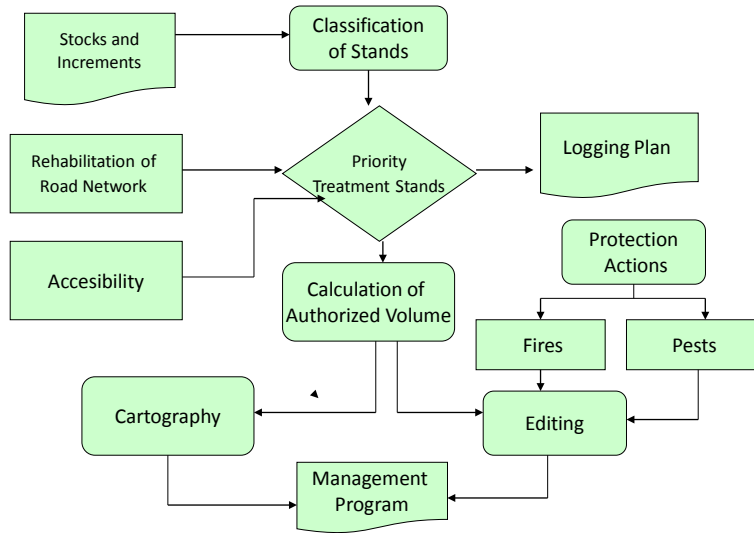 Stocks and
Increments
Classification
of Stands
Rehabilitation of
Road Network
Priority
Treatment Stands
Logging Plan
Accesibility
Calculation of
Authorized Volume
Protection
Actions
Fires
Pests
Cartography
Editing
Management
Program